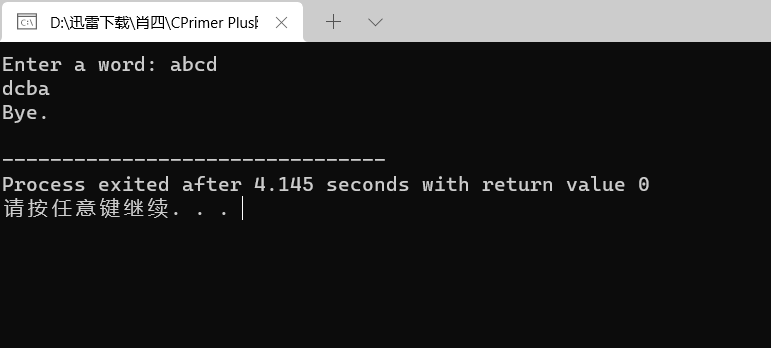 D:\迅雷下载\肖四\CPrimer Plus
Enter a word: abcd
dcba
Bye.
--------------------------------
Process exited after 4.145 seconds with return value 0
请按任意键继续. . .